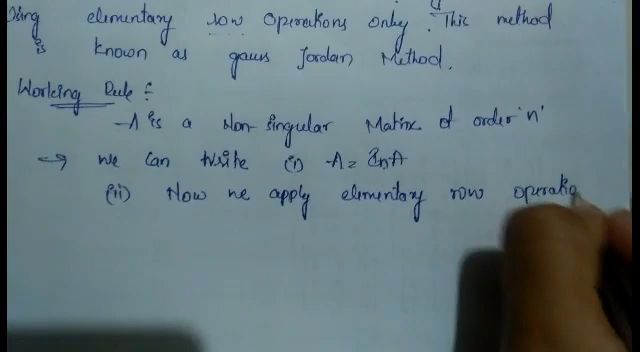 Using elementary row operations only. This method
is known as gauss Jordan Method.
Working Rule :-
A is a Non-singular Matrix of order 'n'
→ we can write (i) A = InA
(ii) Now we apply elementary row operatio